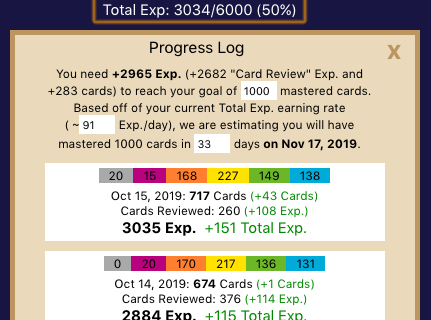 Total Exp: 3034/6000 (50%)
Progress Log
X
You need +2965 Exp. (+2682 "Card Review" Exp. and
+283 cards) to reach your goal of 1000 mastered cards.
Based off of your current Total Exp. earning rate
( ~ 91 Exp./day), we are estimating you will have
mastered 1000 cards in 33 days on Nov 17, 2019.
20 15 168 227 149 138
Oct 15, 2019: 717 Cards (+43 Cards)
Cards Reviewed: 260 (+108 Exp.)
3035 Exp. +151 Total Exp.
0 20 170 217 136 131
Oct 14, 2019: 674 Cards (+1 Cards)
Cards Reviewed: 376 (+114 Exp.)
2884 Exp. +115 Total Exp.